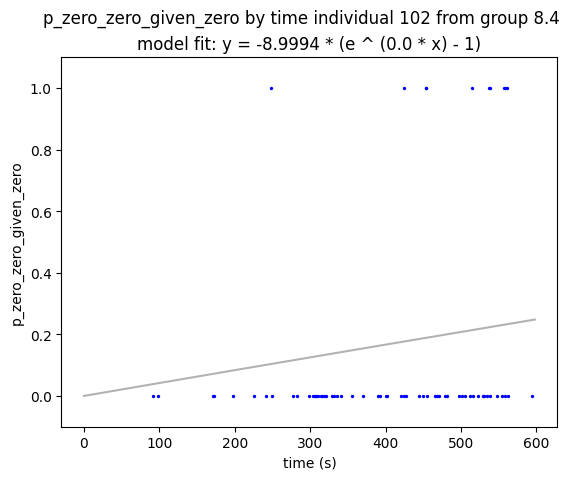 p_zero_zero_given_zero by time individual 102 from group 8.4
model fit: y = -8.9994 * (e ^ (0.0 * x) - 1)
p_zero_zero_given_zero
1.0
0.8
0.6
0.4
0.2
0.0
0 100 200 300 400 500 600
time (s)